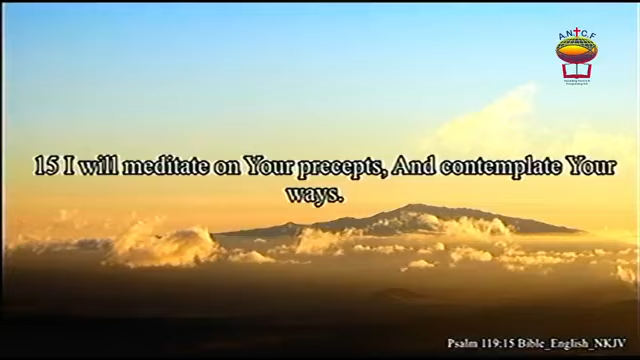 A.N.T.C.F
15 I will meditate on Your precepts, And contemplate Your
ways.
Psalm 119:15 Bible_English_NKJV